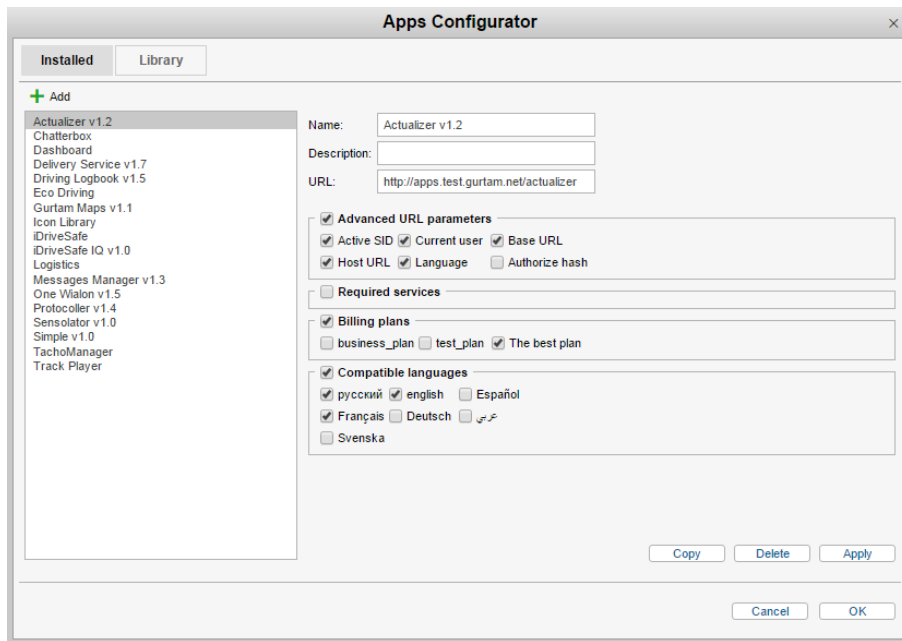 Apps Configurator
Installed Library
Add
Actualizer v1.2
Chatterbox
Dashboard
Delivery Service v1.7
Driving Logbook v1.5
Eco Driving
Gurtam Maps v1.1
Icon Library
iDriveSafe
iDriveSafe IQ v1.0
Logistics
Messages Manager v1.3
One Wialon v1.5
Protocoller v1.4
Sensolator v1.0
Simple v1.0
TachoManager
Track Player
Name: Actualizer v1.2
Description:
URL: http://apps.test.gurtam.net/actualizer
Advanced URL parameters
Active SID Current user Base URL
Host URL Language Authorize hash
Required services
Billing plans
business_plan test_plan The best plan
Compatible languages
русский english Español
Français Deutsch عربي
Svenska
Copy Delete Apply
Cancel OK